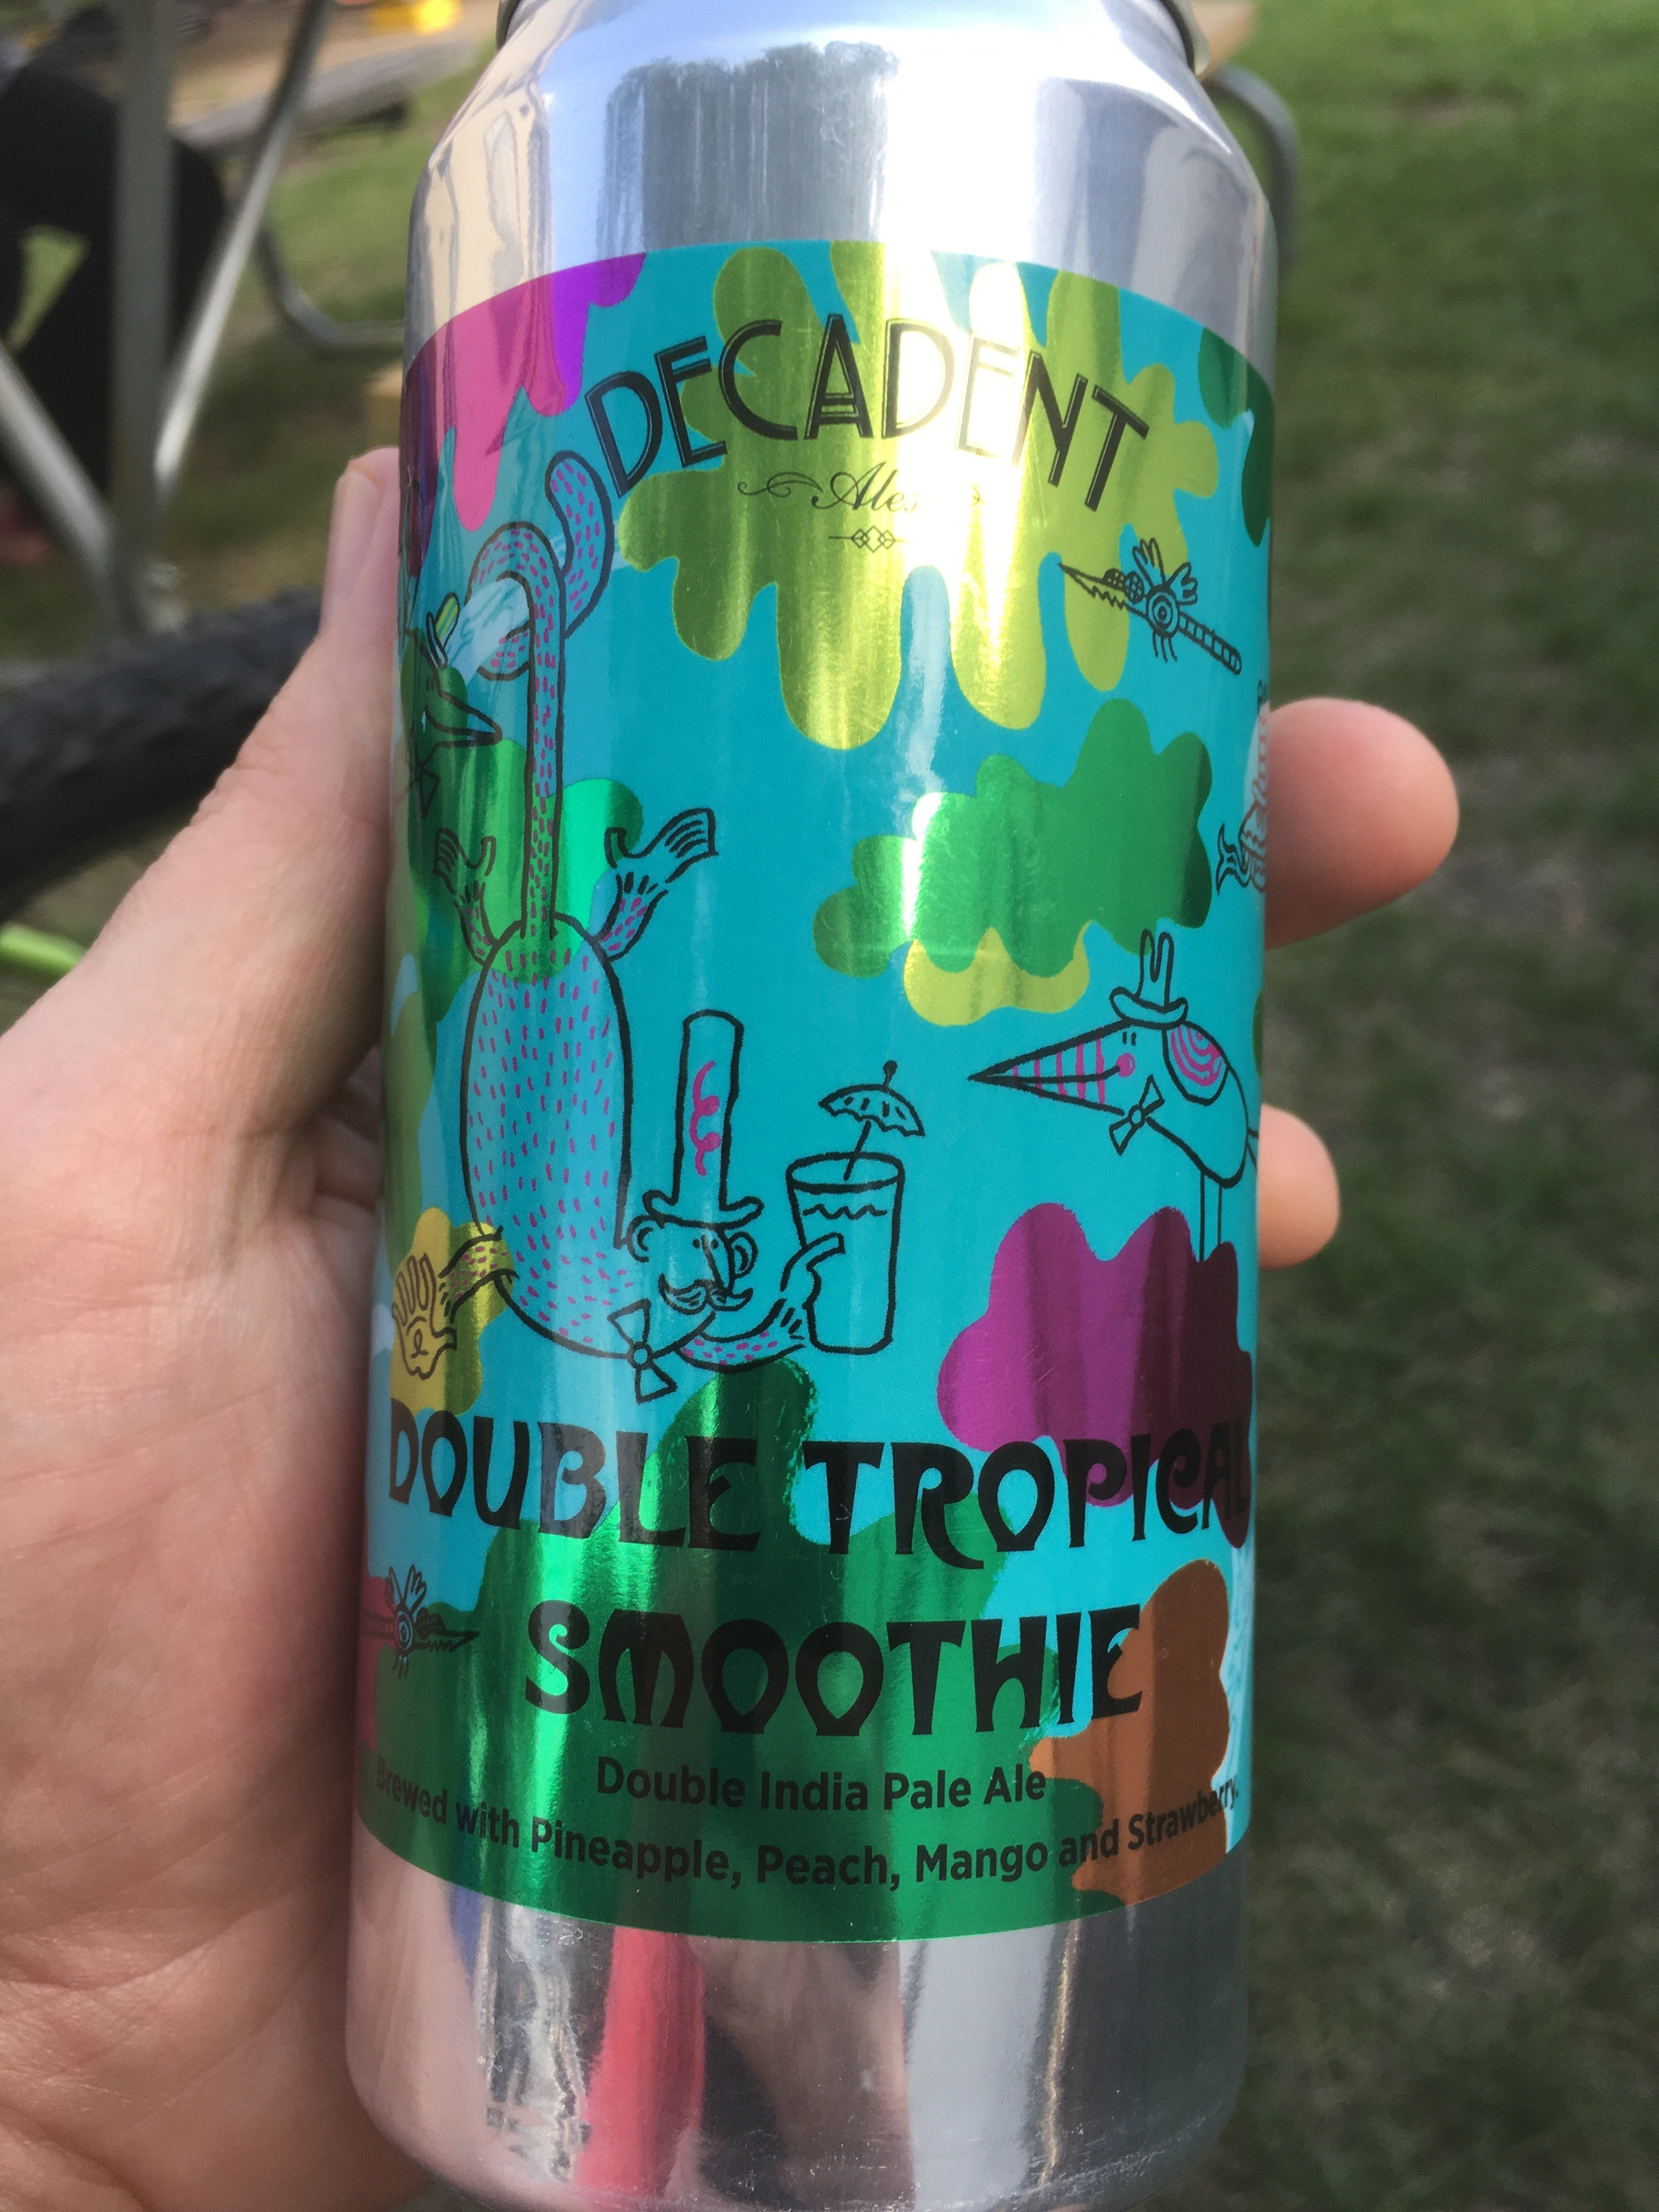 DECADENT
Ales
DOUBLE TROPICAL
SMOOTHIE
Double India Pale Ale
Brewed with Pineapple, Peach, Mango and Strawberry.